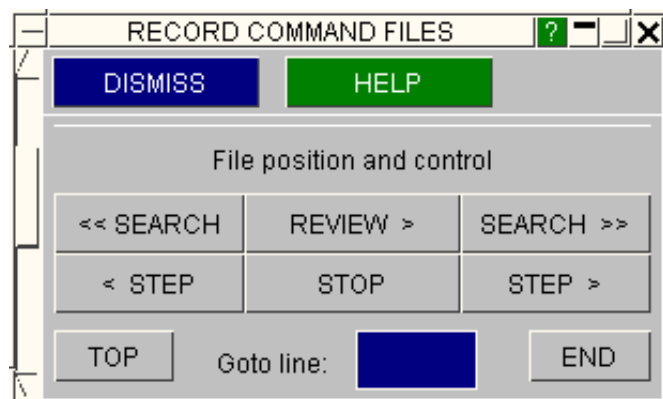 RECORD COMMAND FILES ?
DISMISS HELP
File position and control
<< SEARCH REVIEW > SEARCH >>
< STEP STOP STEP >
TOP Goto line: END